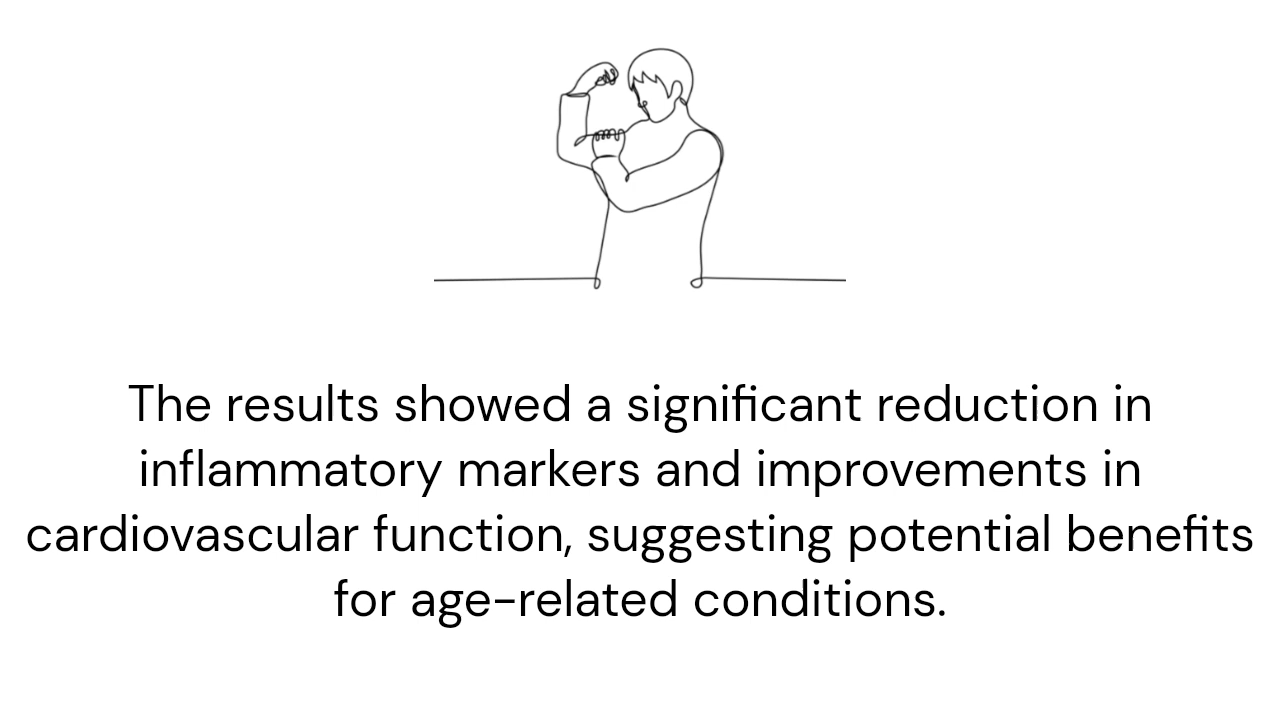 The results showed a significant reduction in
inflammatory markers and improvements in
cardiovascular function, suggesting potential benefits
for age-related conditions.